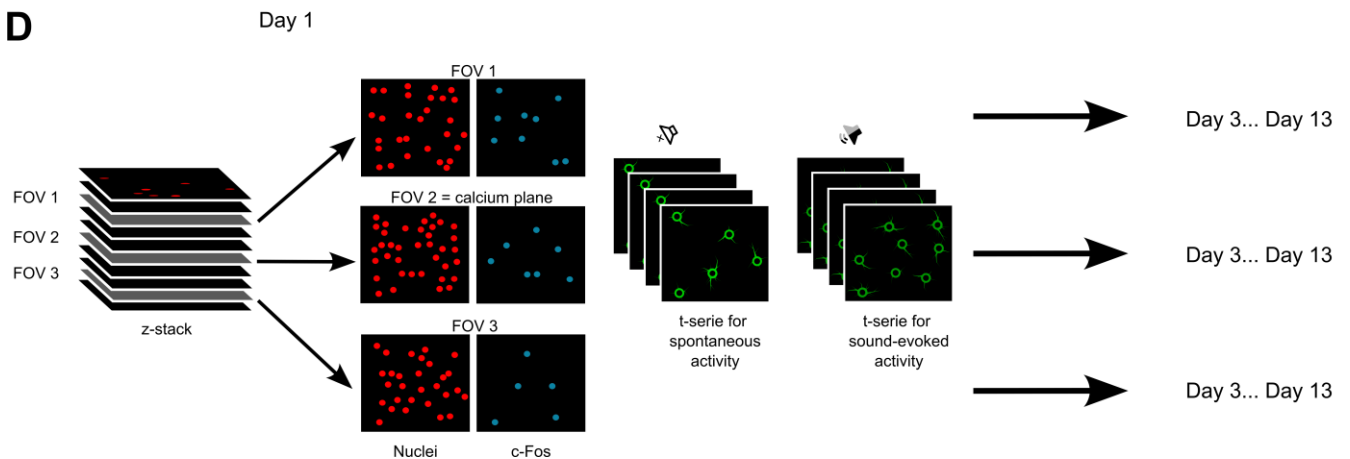 D
Day 1
FOV 1
FOV 2
FOV 3
z-stack
FOV 1
FOV 2 = calcium plane
FOV 3
Nuclei
c-Fos
t-serie for
spontaneous
activity
t-serie for
sound-evoked
activity
Day 3... Day 13
Day 3... Day 13
Day 3... Day 13